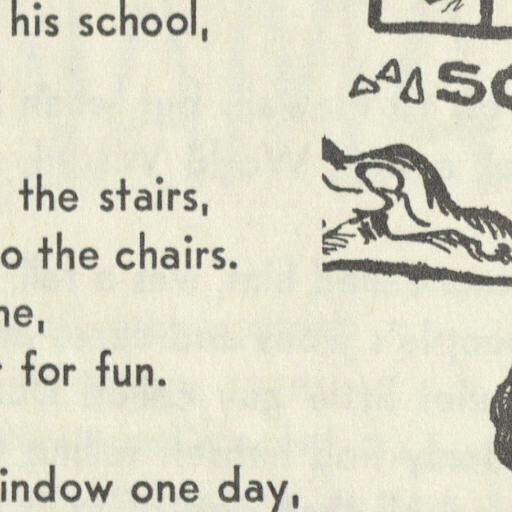 his school,
the stairs,
o the chairs.
ne,
for fun.
indow one day,